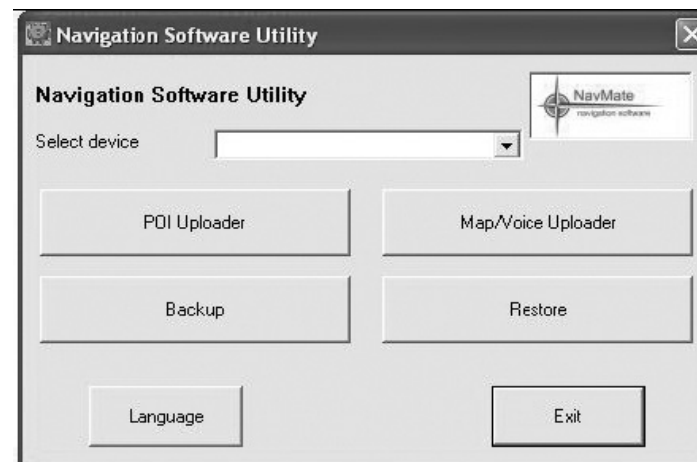 Navigation Software Utility
Navigation Software Utility
NavMate
navigation software
Select device
POI Uploader
Map/Voice Uploader
Backup
Restore
Language
Exit